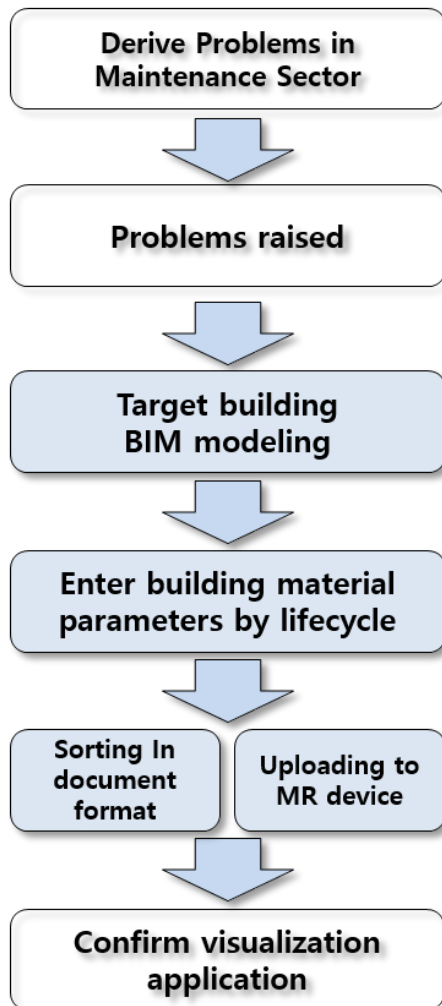 Derive Problems in
Maintenance Sector
Problems raised
Target building
BIM modeling
Enter building material
parameters by lifecycle
Sorting In
document
format
Uploading to
MR device
Confirm visualization
application